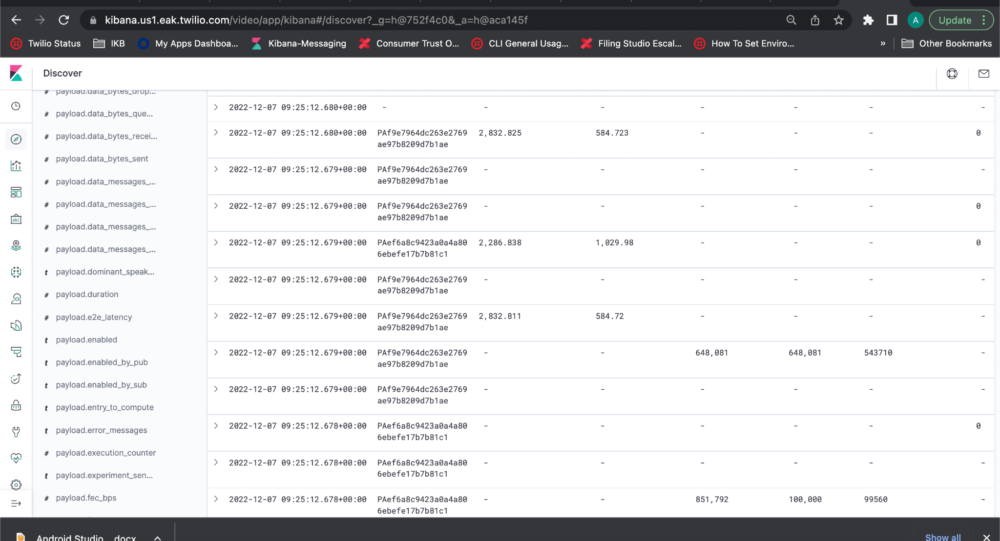 kibana.us1.eak.twilio.com/video/app/kibana#/discover?_g=h@752f4c0&_a=h@aca145f
A
Update
Twilio Status
IKB
My Apps Dashboa...
Kibana-Messaging
Consumer Trust O...
CLI General Usag...
Filing Studio Escal...
How To Set Enviro...
»
Other Bookmarks
Discover
# payload.data_bytes_drop...
# payload.data_bytes_que...
# payload.data_bytes_recei...
# payload.data_bytes_sent
# payload.data_messages_...
# payload.data_messages_...
# payload.data_messages_...
# payload.data_messages_...
t payload.dominant_speak...
# payload.duration
# payload.e2e_latency
t payload.enabled
t payload.enabled_by_pub
t payload.enabled_by_sub
t payload.entry_to_compute
t payload.error_messages
# payload.execution_counter
t payload.experiment_sen...
# payload.fec_bps
2022-12-07 09:25:12.680+00:00 - - - - - - -
2022-12-07 09:25:12.680+00:00 PAf9e7964dc263e2769 2,832.825 584.723 - - - 0
ae97b8209d7b1ae
2022-12-07 09:25:12.679+00:00 PAf9e7964dc263e2769 - - - - - -
ae97b8209d7b1ae
2022-12-07 09:25:12.679+00:00 PAf9e7964dc263e2769 - - - - - 0
ae97b8209d7b1ae
2022-12-07 09:25:12.679+00:00 PAef6a8c9423a0a4a80 2,286.838 1,029.98 - - - 0
6ebefe17b7b81c1
2022-12-07 09:25:12.679+00:00 PAf9e7964dc263e2769 - - - - - -
ae97b8209d7b1ae
2022-12-07 09:25:12.679+00:00 PAf9e7964dc263e2769 2,832.811 584.72 - - - -
ae97b8209d7b1ae
2022-12-07 09:25:12.679+00:00 PAf9e7964dc263e2769 - - 648,081 648,081 543710 -
ae97b8209d7b1ae
2022-12-07 09:25:12.679+00:00 PAf9e7964dc263e2769 - - - - - -
ae97b8209d7b1ae
2022-12-07 09:25:12.678+00:00 PAef6a8c9423a0a4a80 - - - - - 0
6ebefe17b7b81c1
2022-12-07 09:25:12.678+00:00 PAef6a8c9423a0a4a80 - - - - - -
6ebefe17b7b81c1
2022-12-07 09:25:12.678+00:00 PAef6a8c9423a0a4a80 - - 851,792 100,000 99560 -
6ebefe17b7b81c1
Android Studio_ .docx
Show all